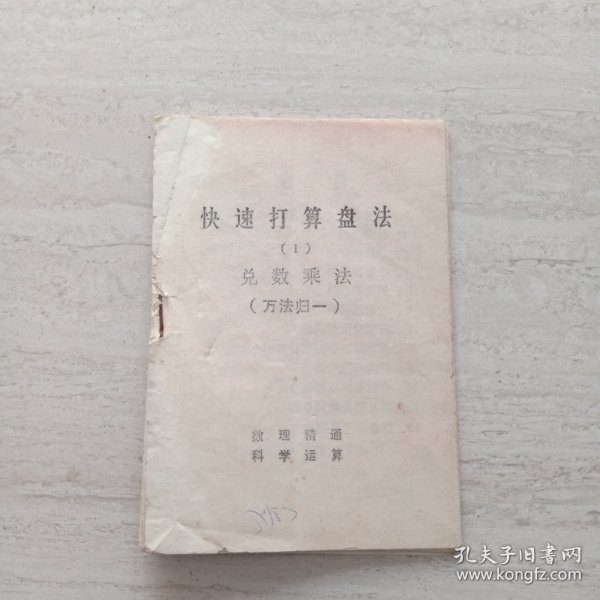 快速打算盘法
(1)
兑数乘法
(万法归一)
数理精通
科学运算
孔夫子旧书网
www.kongfz.com